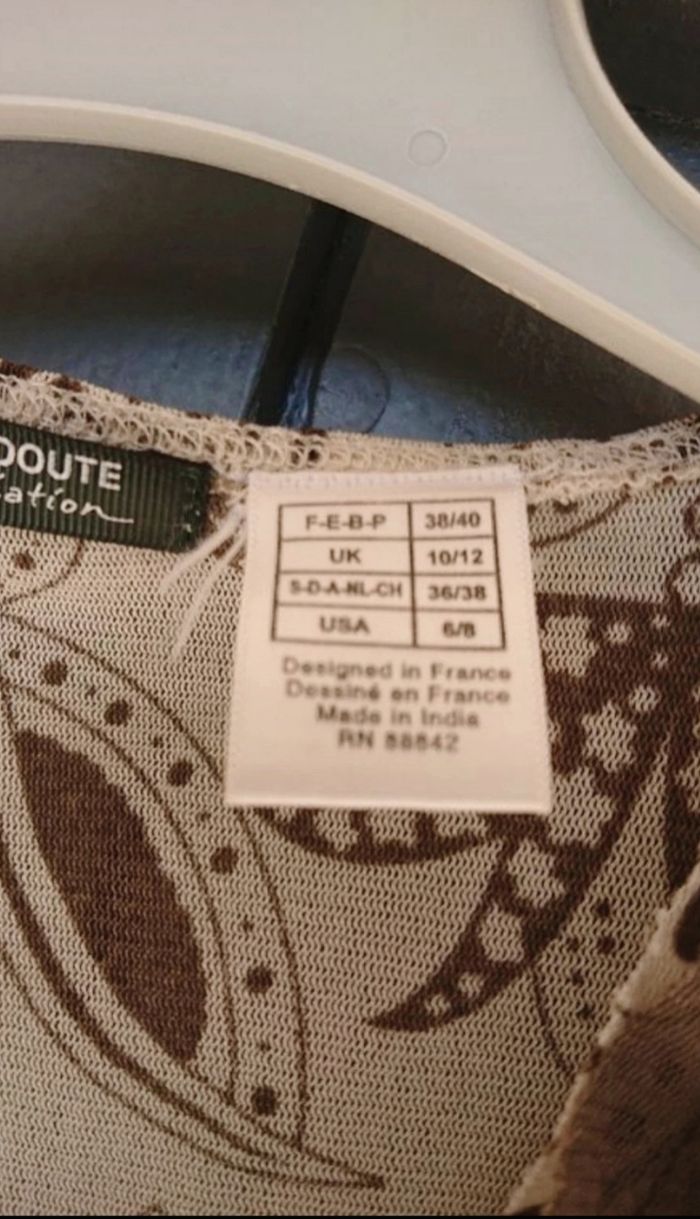 DOUTE
ation
F-E-B-P 38/40
UK 10/12
S-D-A-NL-CH 36/38
USA 6/8
Designed in France
Dessiné en France
Made in India
RN 88842